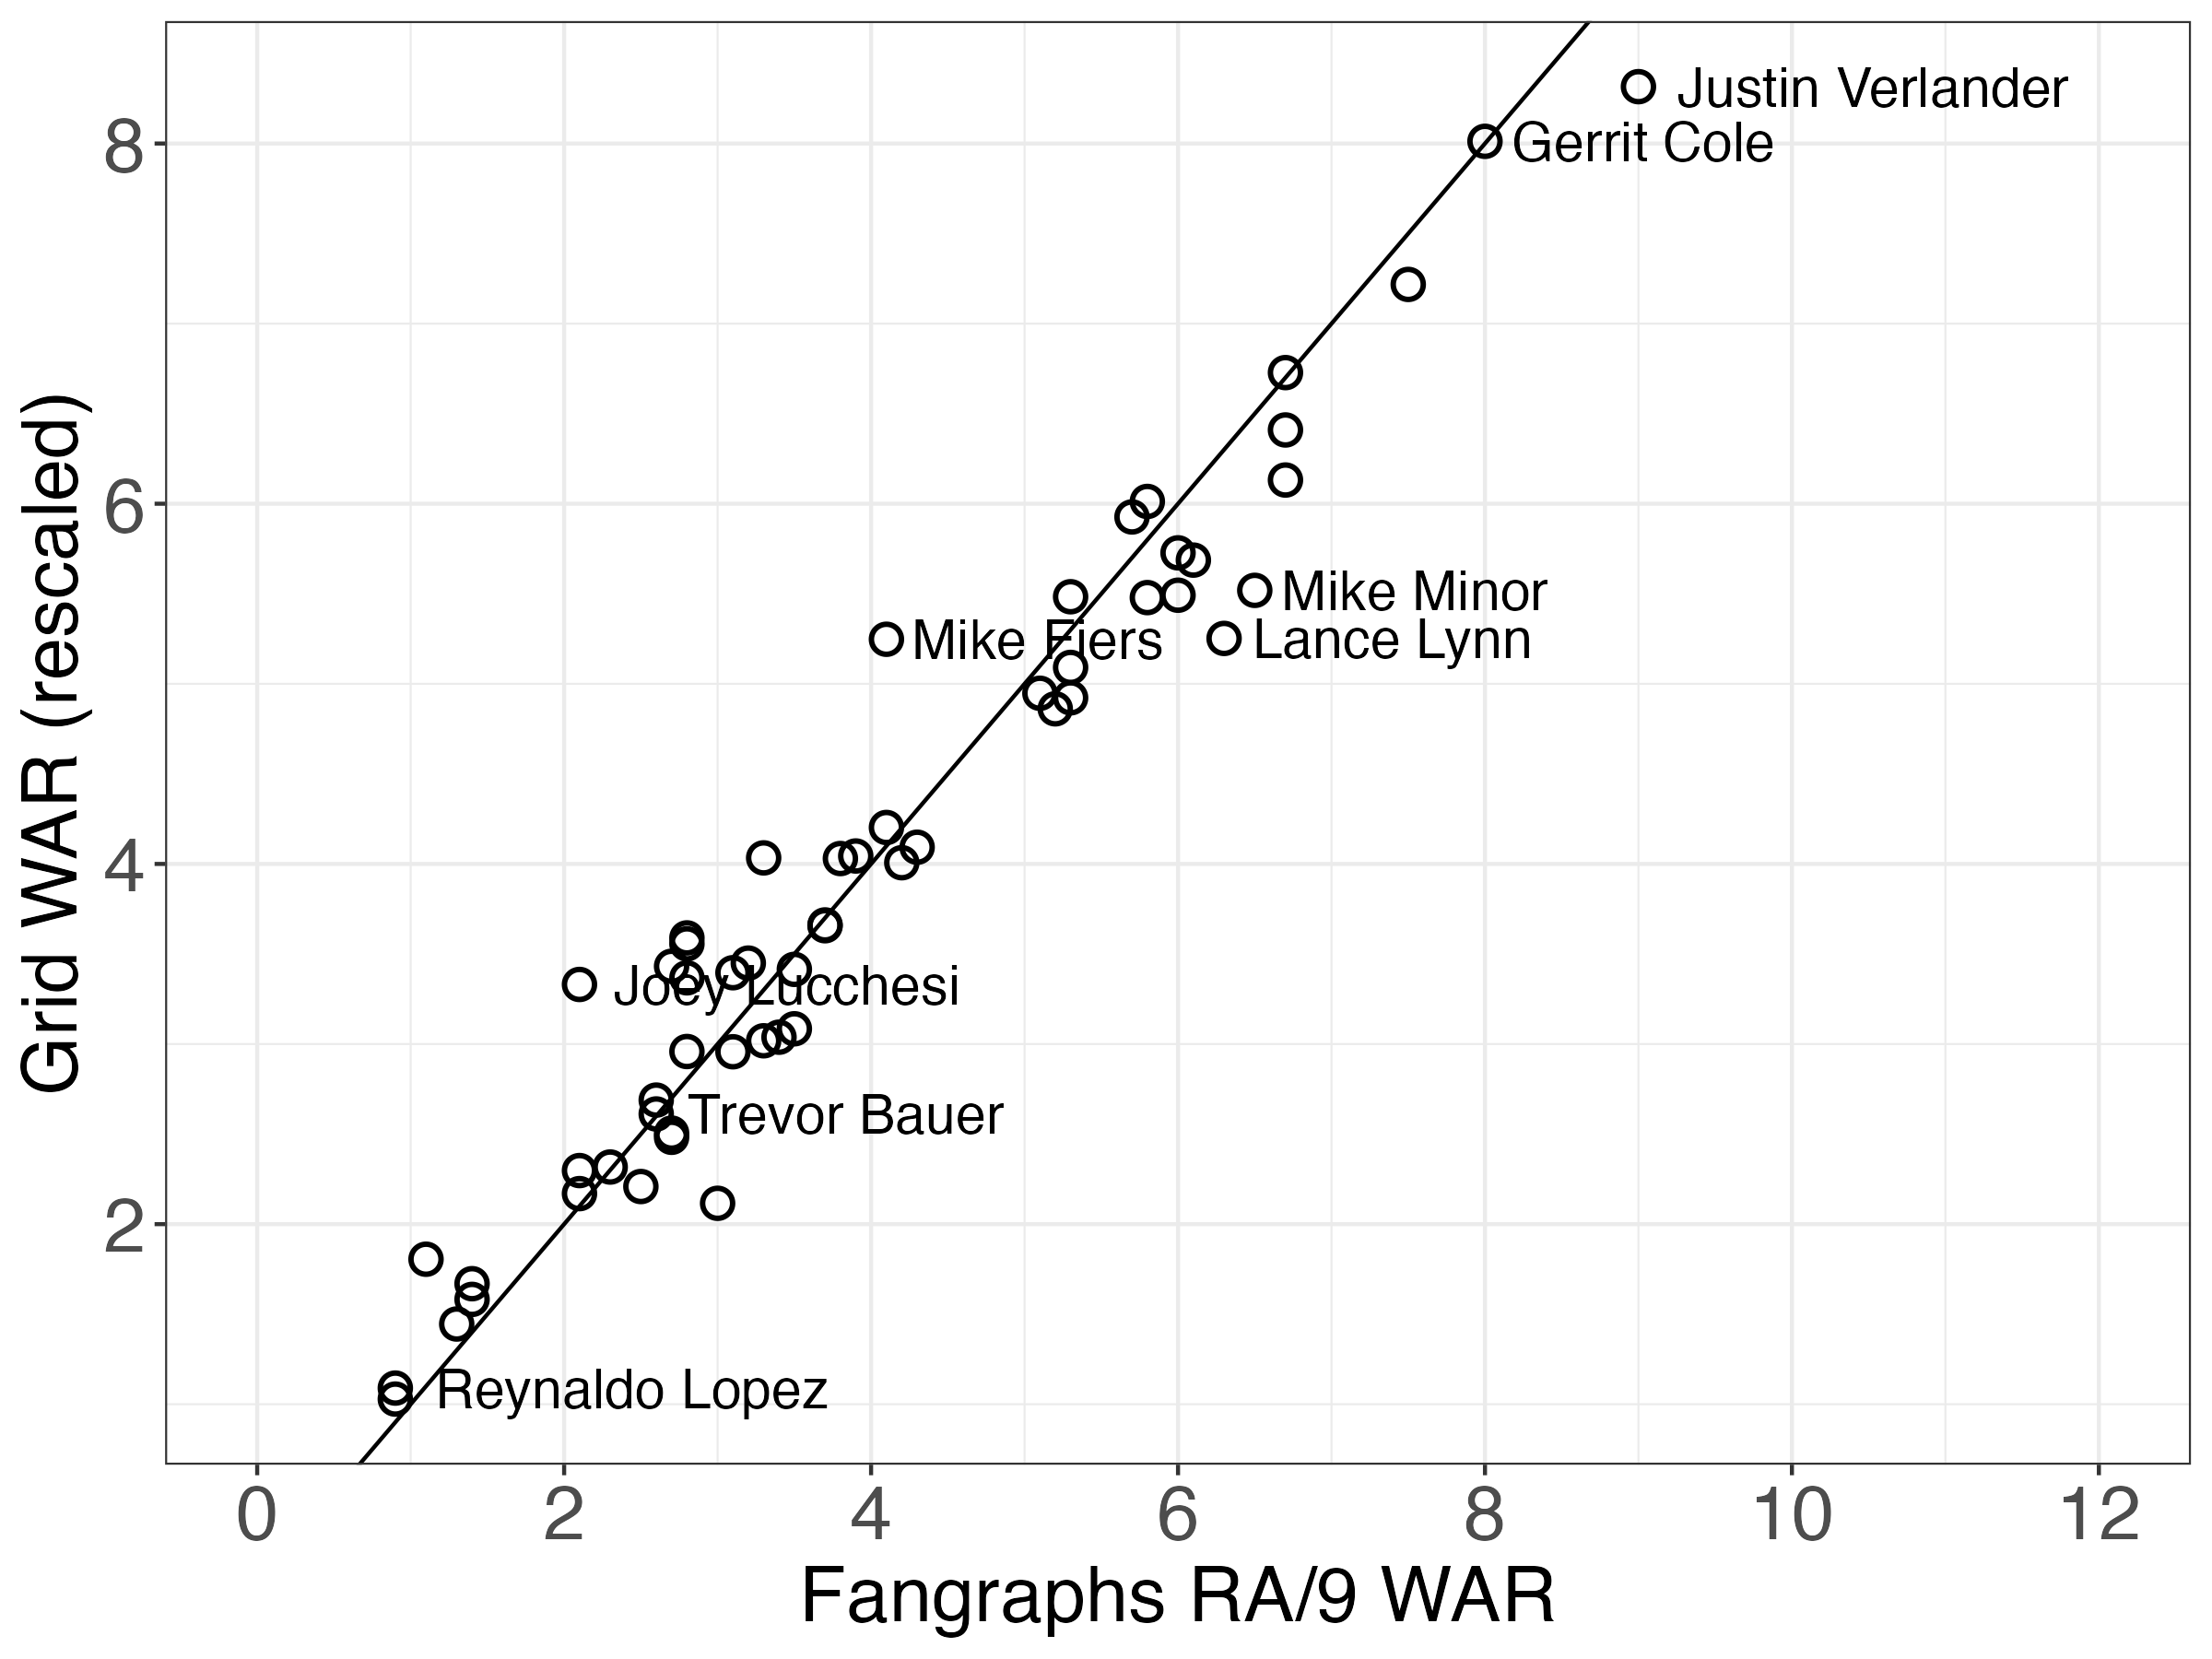 Justin Verlander
Gerrit Cole
Mike Minor
Mike Fiers
Lance Lynn
Joey Lucchesi
Trevor Bauer
Reynaldo Lopez
Grid WAR (rescaled)
8
6
4
2
0 2 4 6 8 10 12
Fangraphs RA/9 WAR